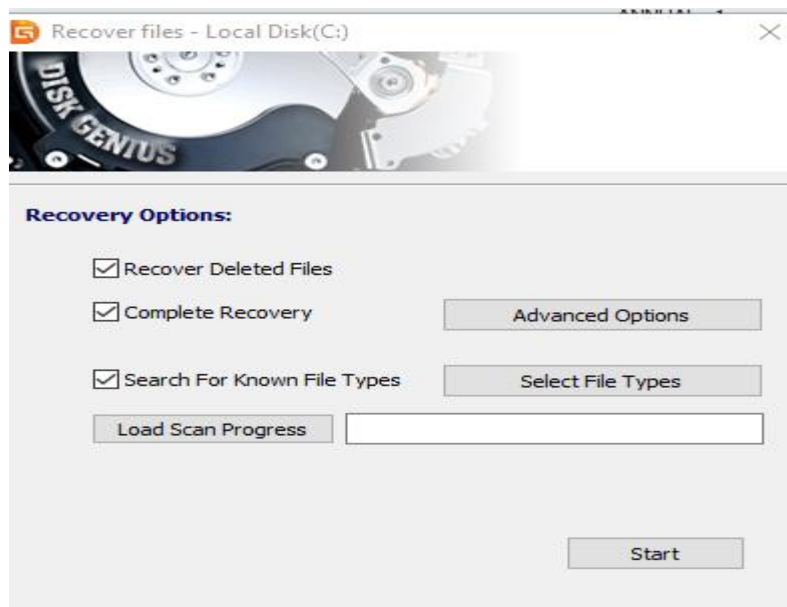 Recover files - Local Disk(C:)
DISK GENIUS
Recovery Options:
Recover Deleted Files
Complete Recovery
Advanced Options
Search For Known File Types
Select File Types
Load Scan Progress
Start